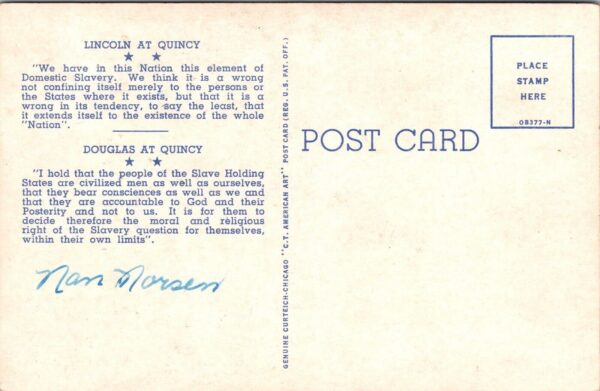 LINCOLN AT QUINCY
★ ★
"We have in this Nation this element of
Domestic Slavery. We think it is a wrong
not confining itself merely to the persons or
the States where it exists, but that it is a
wrong in its tendency, to say the least, that
it extends itself to the existence of the whole
"Nation".
DOUGLAS AT QUINCY
★ ★
"I hold that the people of the Slave Holding
States are civilized men as well as ourselves,
that they bear consciences as well as we and
that they are accountable to God and their
Posterity and not to us. It is for them to
decide therefore the moral and religious
right of the Slavery question for themselves,
within their own limits".
Nan Norsen
GENUINE CURTEICH-CHICAGO "C.T. AMERICAN ART" POST CARD (REG. U.S. PAT. OFF.)
POST CARD
PLACE
STAMP
HERE
OB377-N